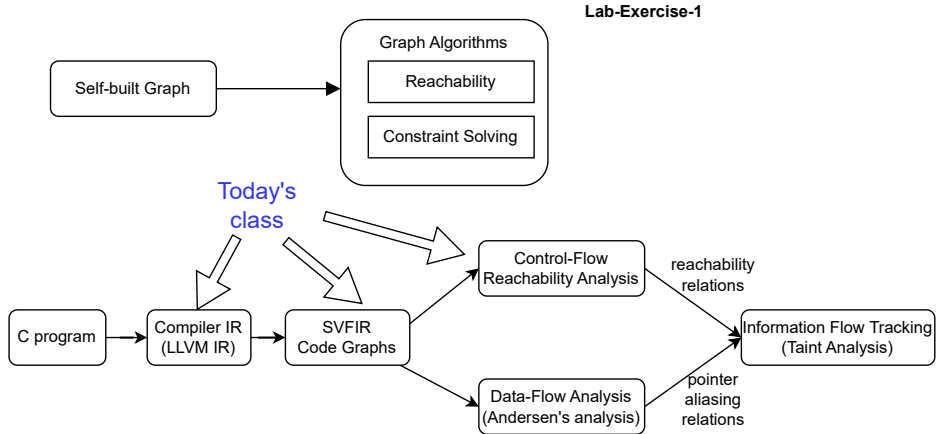 Lab-Exercise-1
Graph Algorithms
Self-built Graph
Reachability
Constraint Solving
Today's
class
Control-Flow
Reachability Analysis
reachability
relations
C program
Compiler IR
(LLVM IR)
SVFIR
Code Graphs
Information Flow Tracking
(Taint Analysis)
Data-Flow Analysis
(Andersen's analysis)
pointer
aliasing
relations